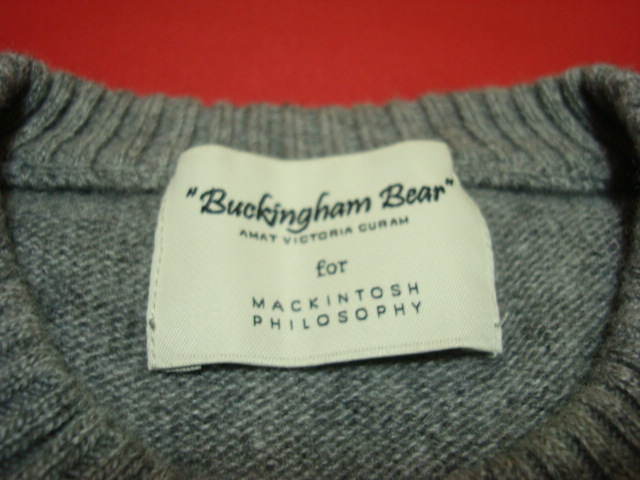 "Buckingham Bear"
AMAT VICTORIA CURAM
for
MACKINTOSH
PHILOSOPHY